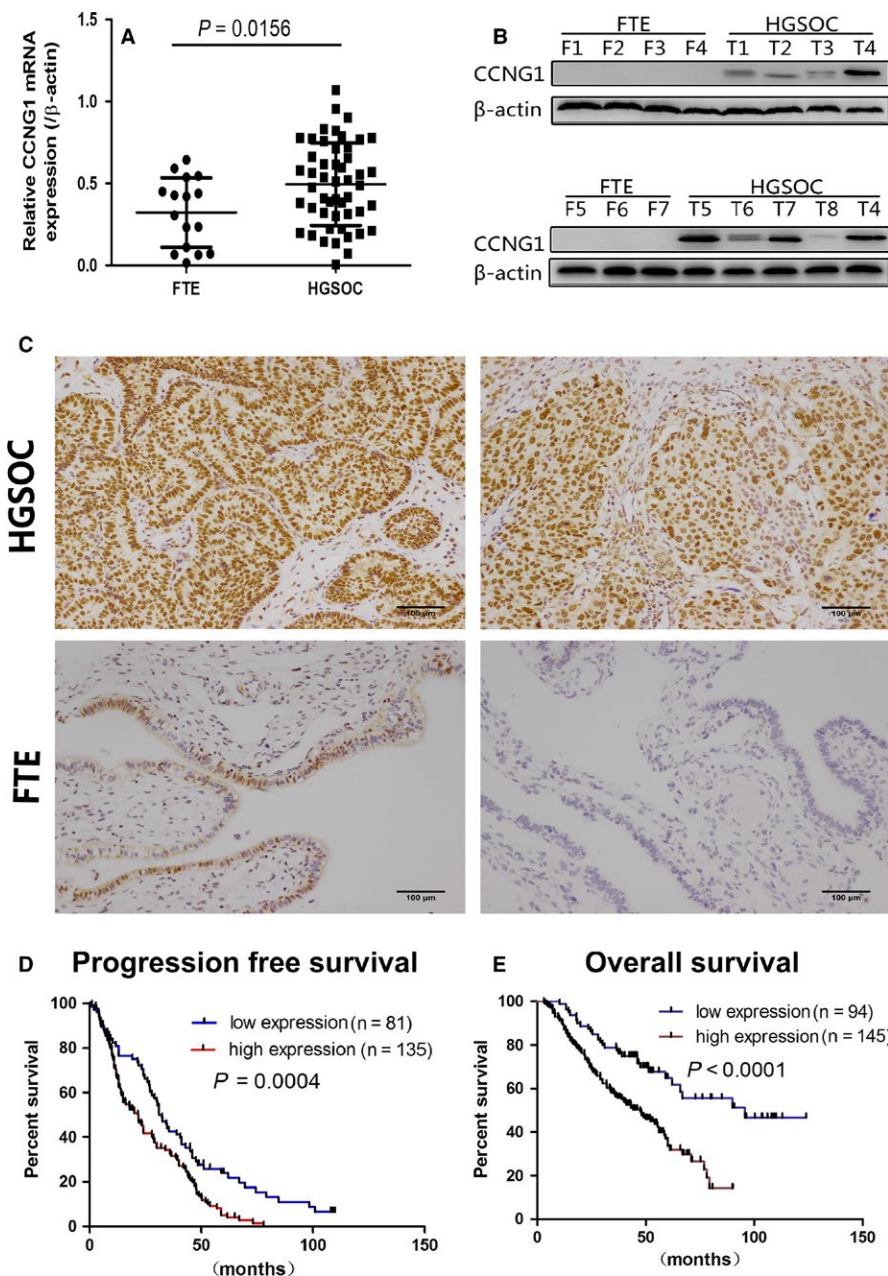 A
P = 0.0156
Relative CCNG1 mRNA
expression (/β-actin)
1.5
1.0
0.5
0.0
FTE
HGSOC
B
FTE
HGSOC
F1 F2 F3 F4 T1 T2 T3 T4
CCNG1
β-actin
FTE
HGSOC
F5 F6 F7 T5 T6 T7 T8 T4
CCNG1
β-actin
C
HGSOC
100 µm
100 µm
FTE
100 µm
100 µm
D Progression free survival
Percent survival
100
80
60
40
20
0
low expression (n = 81)
high expression (n = 135)
P = 0.0004
0 50 100 150
(months)
E Overall survival
Percent survival
100
80
60
40
20
0
low expression (n = 94)
high expression (n = 145)
P < 0.0001
0 50 100 150
(months)